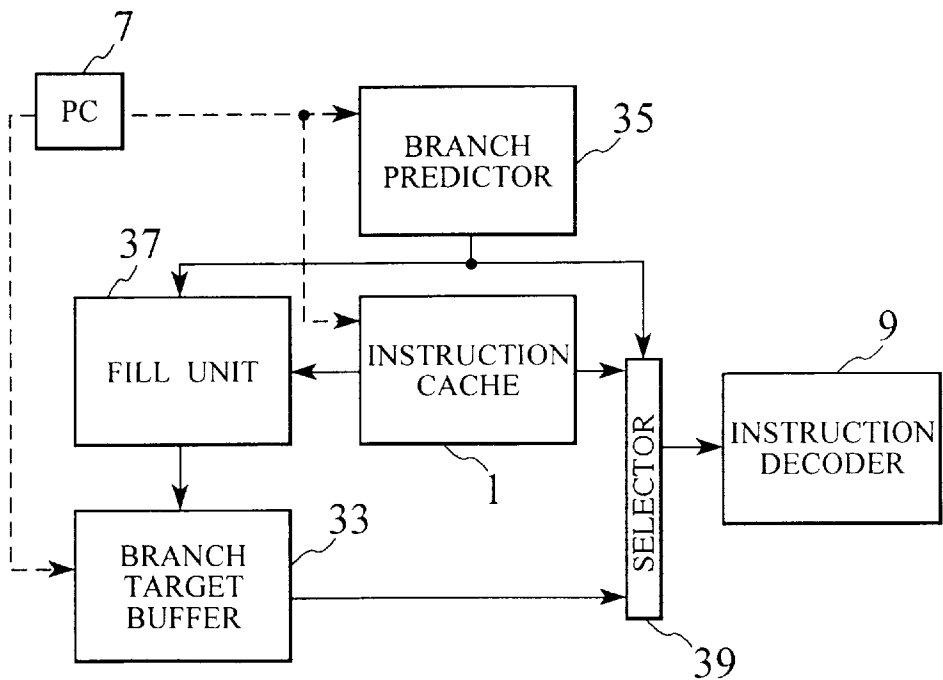 7
PC
35
BRANCH
PREDICTOR
37
FILL UNIT
INSTRUCTION
CACHE
1
9
INSTRUCTION
DECODER
SELECTOR
39
33
BRANCH
TARGET
BUFFER